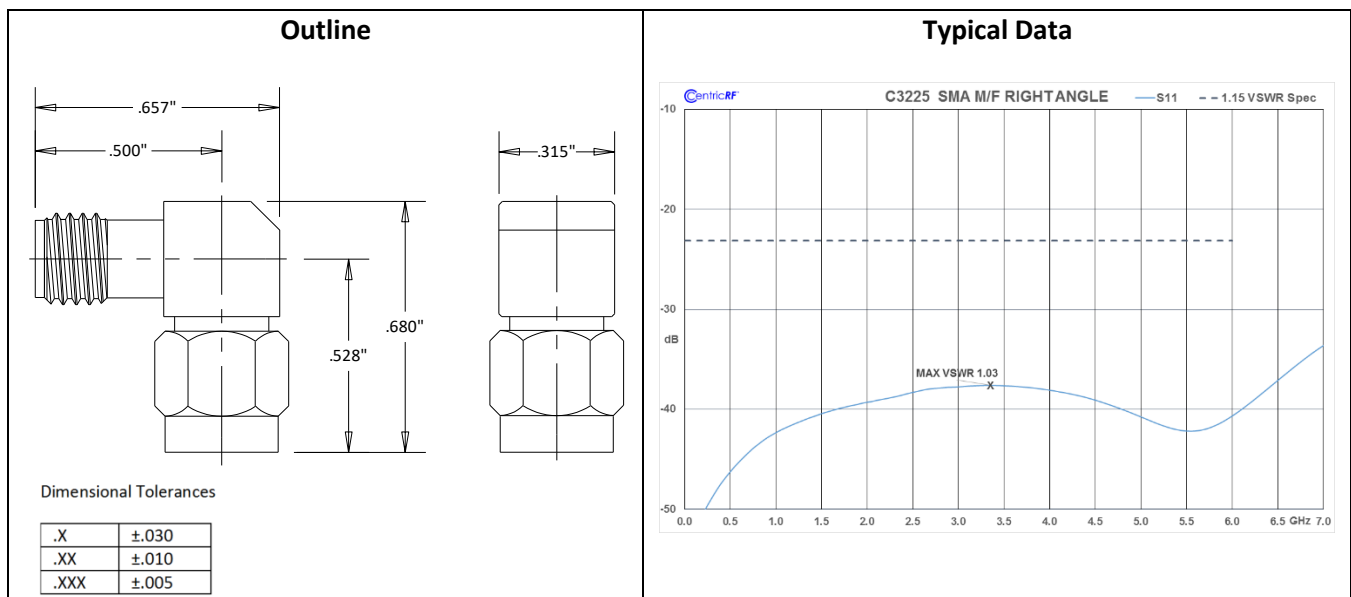 Outline
.657"
.500"
.315"
.680"
.528"
Dimensional Tolerances
.X ±.030
.XX ±.010
.XXX ±.005
Typical Data
CentricRF™
C3225 SMA M/F RIGHTANGLE
S11
1.15 VSWR Spec
-10
-20
-30
dB
MAX VSWR 1.03
X
-40
-50
0.0 0.5 1.0 1.5 2.0 2.5 3.0 3.5 4.0 4.5 5.0 5.5 6.0 6.5 GHz 7.0